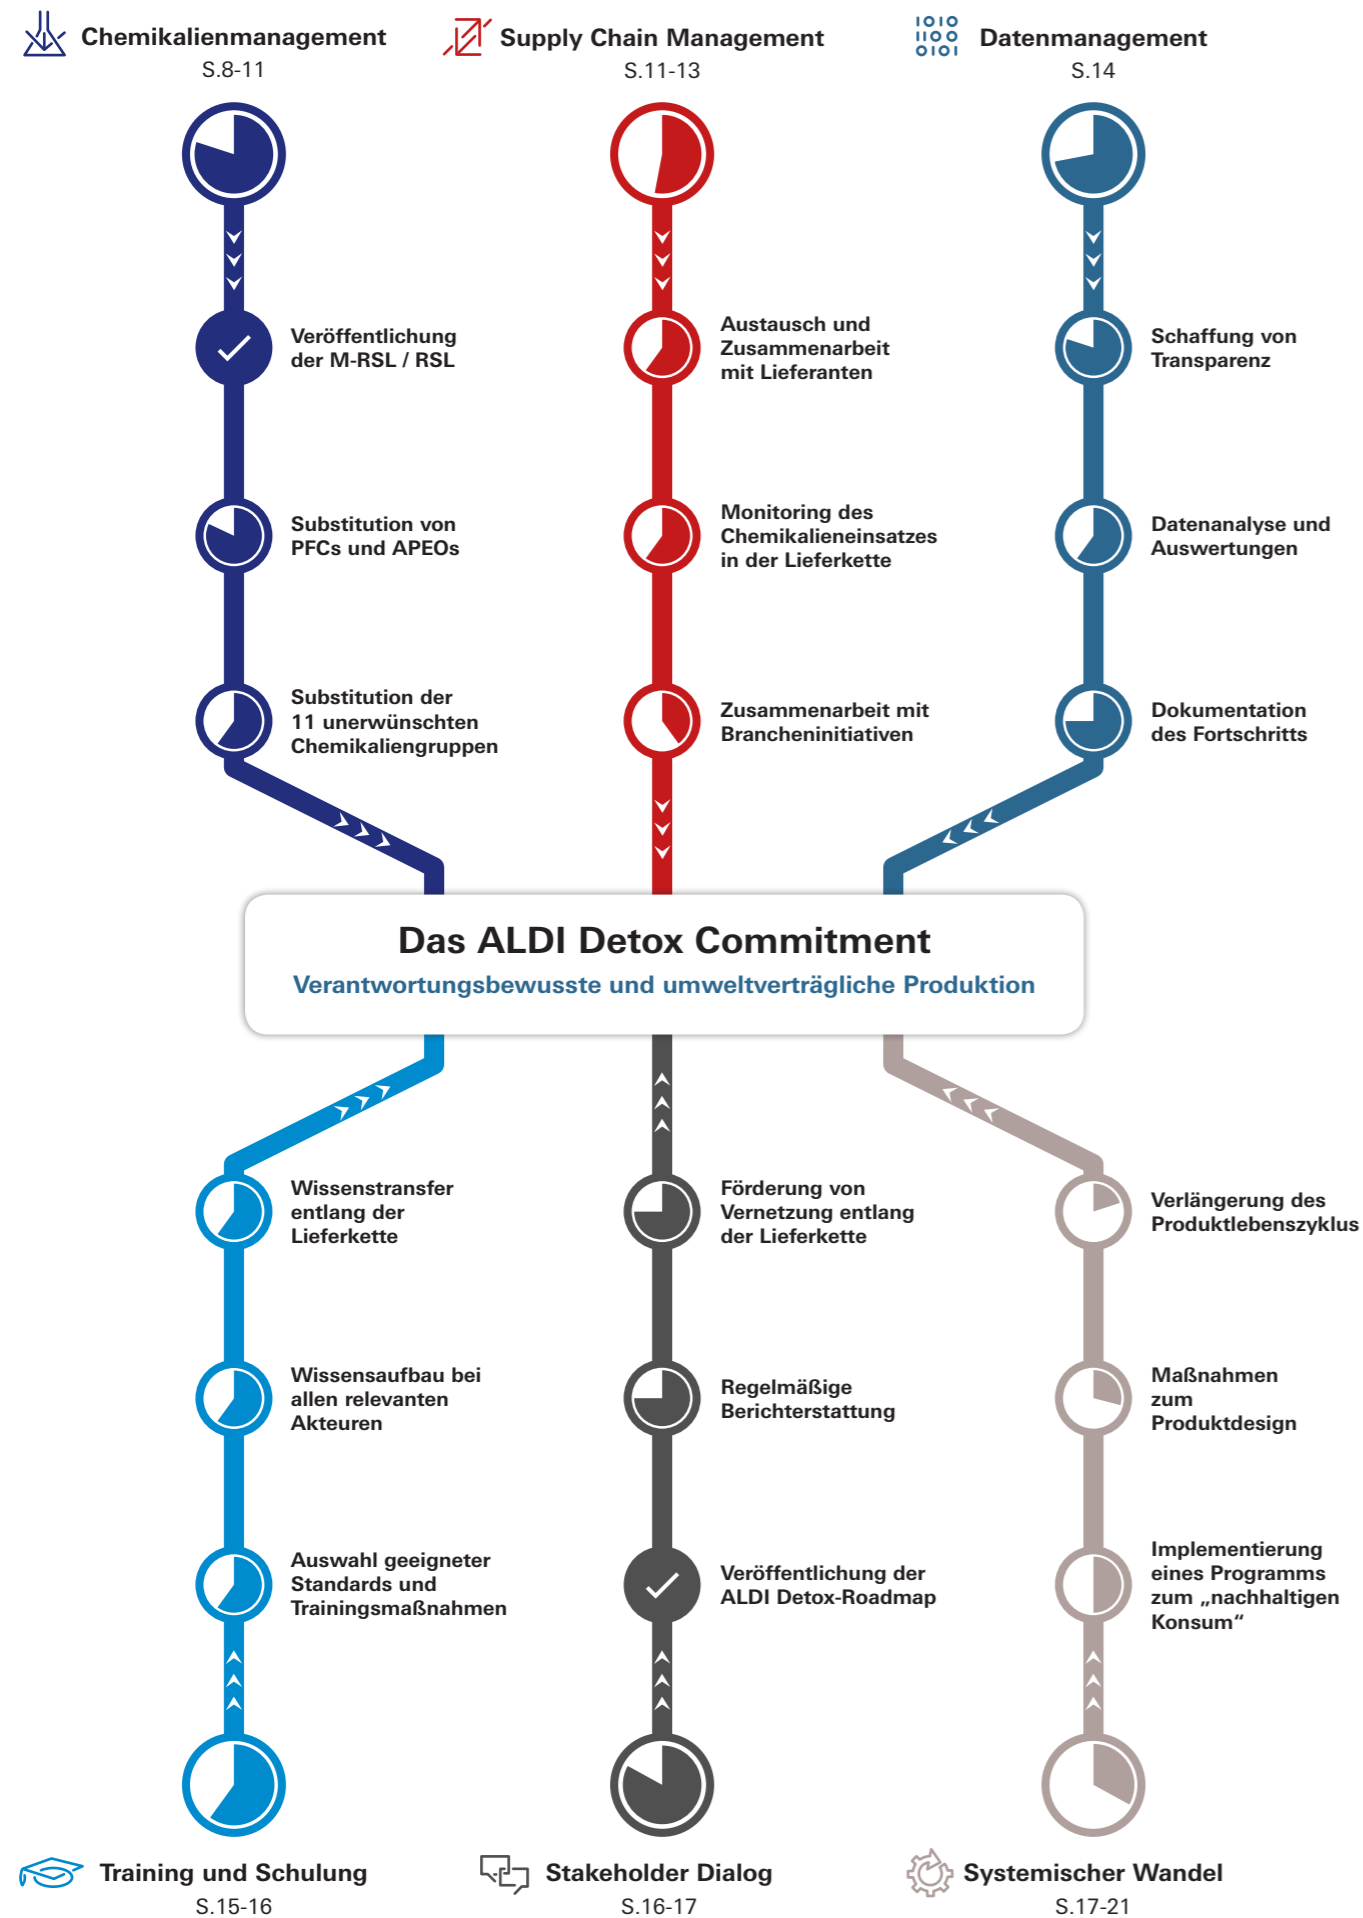 Chemikalienmanagement
S.8-11
Supply Chain Management
S.11-13
1010
1100
0101
Datenmanagement
S.14
Veröffentlichung
der M-RSL / RSL
Substitution von
PFCs und APEOs
Substitution der
11 unerwünschten
Chemikaliengruppen
Austausch und
Zusammenarbeit
mit Lieferanten
Monitoring des
Chemikalieneinsatzes
in der Lieferkette
Zusammenarbeit mit
Brancheninitiativen
Schaffung von
Transparenz
Datenanalyse und
Auswertungen
Dokumentation
des Fortschritts
Das ALDI Detox Commitment
Verantwortungsbewusste und umweltverträgliche Produktion
Wissenstransfer
entlang der
Lieferkette
Wissensaufbau bei
allen relevanten
Akteuren
Auswahl geeigneter
Standards und
Trainingsmaßnahmen
Förderung von
Vernetzung entlang
der Lieferkette
Regelmäßige
Berichterstattung
Veröffentlichung der
ALDI Detox-Roadmap
Verlängerung des
Produktlebenszyklus
Maßnahmen
zum
Produktdesign
Implementierung
eines Programms
zum „nachhaltigen
Konsum“
Training und Schulung
S.15-16
Stakeholder Dialog
S.16-17
Systemischer Wandel
S.17-21